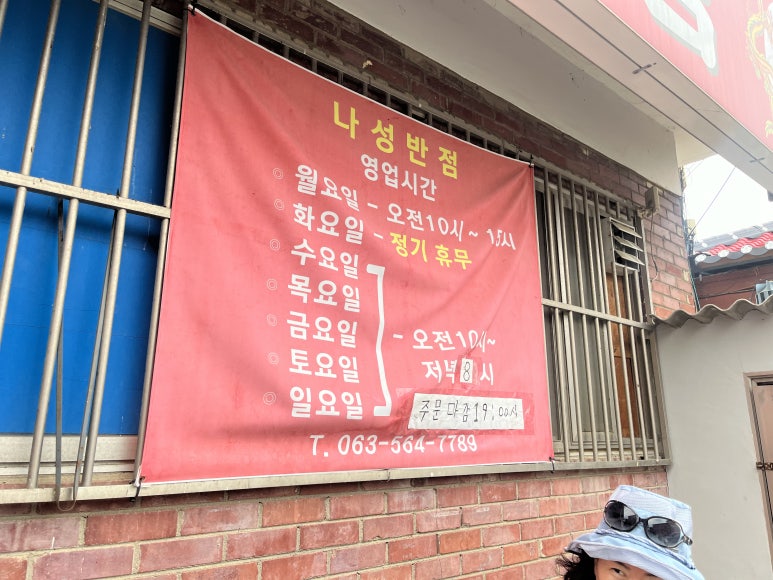 나성반점
영업시간
◎ 월요일 - 오전10시 ~ 15시
◎ 화요일 - 정기 휴무
◎ 수요일
◎ 목요일
◎ 금요일 - 오전10시~
◎ 토요일 저녁 8시
◎ 일요일
주문마감19:00시
T. 063-564-7789